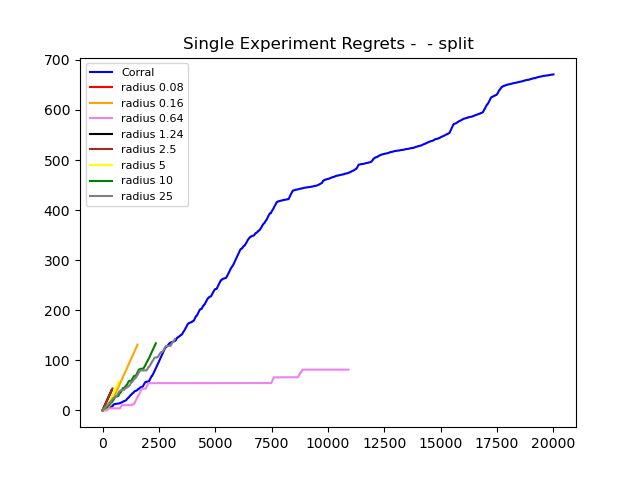 Single Experiment Regrets -  - split
700
600
500
400
300
200
100
0
Corral
radius 0.08
radius 0.16
radius 0.64
radius 1.24
radius 2.5
radius 5
radius 10
radius 25
0 2500 5000 7500 10000 12500 15000 17500 20000